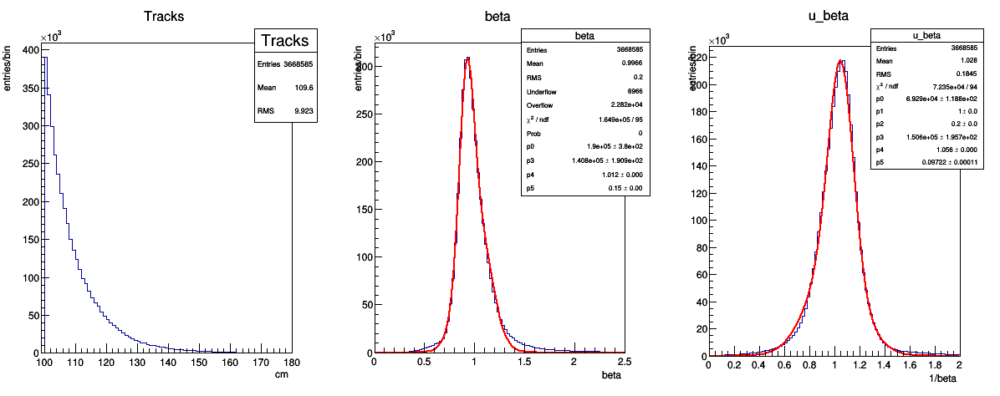 Tracks
×10³
entries/bin
400
350
300
250
200
150
100
50
0
100 110 120 130 140 150 160 170 180
cm
Tracks
Entries 3668585
Mean 109.6
RMS 9.923
beta
×10³
entries/bin
300
250
200
150
100
50
0
0 0.5 1 1.5 2 2.5
beta
beta
Entries 3668585
Mean 0.9966
RMS 0.2
Underflow 8966
Overflow 2.282e+04
χ² / ndf 1.649e+05 / 95
Prob 0
p0 1.9e+05 ± 3.8e+02
p3 1.408e+05 ± 1.909e+02
p4 1.012 ± 0.000
p5 0.15 ± 0.00
u_beta
×10³
entries/bin
220
200
180
160
140
120
100
80
60
40
20
0
0 0.2 0.4 0.6 0.8 1 1.2 1.4 1.6 1.8 2
1/beta
u_beta
Entries 3668585
Mean 1.028
RMS 0.1845
χ² / ndf 7.235e+04 / 94
p0 6.929e+04 ± 1.188e+02
p1 1± 0.0
p2 0.2 ± 0.0
p3 1.506e+05 ± 1.957e+02
p4 1.056 ± 0.000
p5 0.09722 ± 0.00011